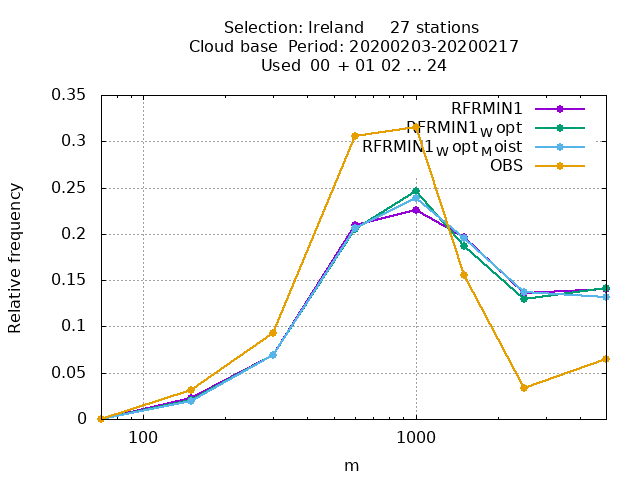 Selection: Ireland 27 stations
Cloud base Period: 20200203-20200217
Used 00 + 01 02 ... 24
0.35
0.3
0.25
0.2
0.15
0.1
0.05
0
Relative frequency
RFRMIN1
RFRMIN1_W opt
RFRMIN1_W opt_M oist
OBS
100
1000
m